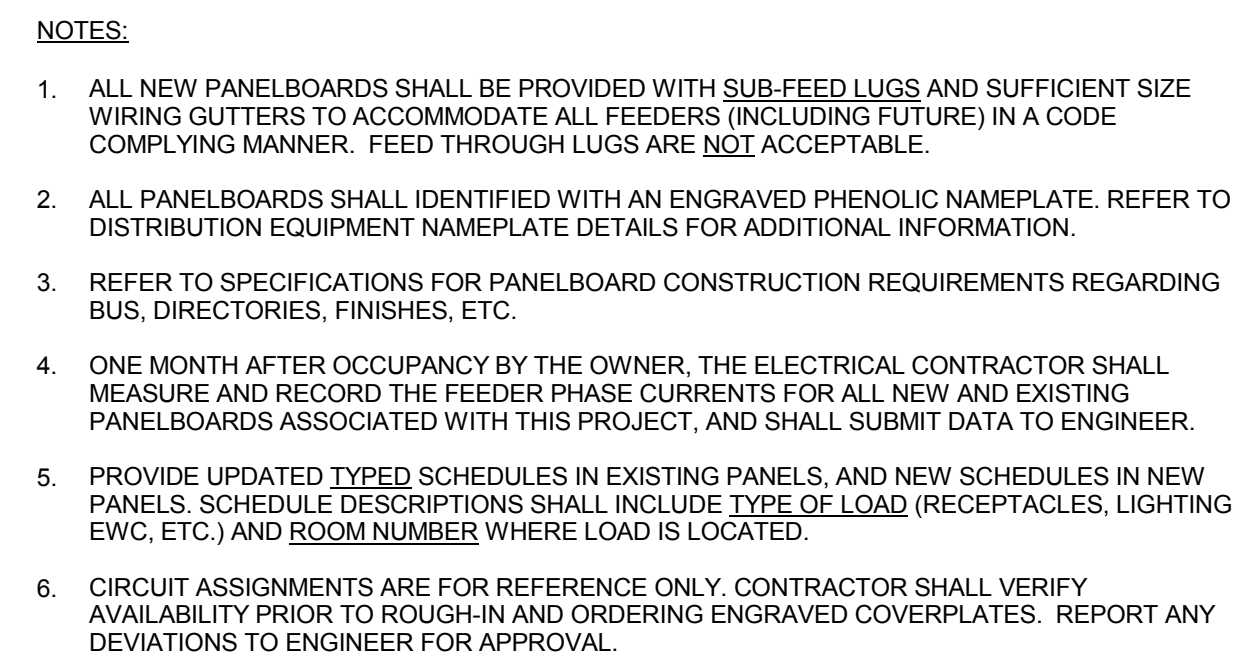 NOTES:
1. ALL NEW PANELBOARDS SHALL BE PROVIDED WITH SUB-FEED LUGS AND SUFFICIENT SIZE
WIRING GUTTERS TO ACCOMMODATE ALL FEEDERS (INCLUDING FUTURE) IN A CODE
COMPLYING MANNER.  FEED THROUGH LUGS ARE NOT ACCEPTABLE.
2. ALL PANELBOARDS SHALL IDENTIFIED WITH AN ENGRAVED PHENOLIC NAMEPLATE. REFER TO
DISTRIBUTION EQUIPMENT NAMEPLATE DETAILS FOR ADDITIONAL INFORMATION.
3. REFER TO SPECIFICATIONS FOR PANELBOARD CONSTRUCTION REQUIREMENTS REGARDING
BUS, DIRECTORIES, FINISHES, ETC.
4. ONE MONTH AFTER OCCUPANCY BY THE OWNER, THE ELECTRICAL CONTRACTOR SHALL
MEASURE AND RECORD THE FEEDER PHASE CURRENTS FOR ALL NEW AND EXISTING
PANELBOARDS ASSOCIATED WITH THIS PROJECT, AND SHALL SUBMIT DATA TO ENGINEER.
5. PROVIDE UPDATED TYPED SCHEDULES IN EXISTING PANELS, AND NEW SCHEDULES IN NEW
PANELS. SCHEDULE DESCRIPTIONS SHALL INCLUDE TYPE OF LOAD (RECEPTACLES, LIGHTING
EWC, ETC.) AND ROOM NUMBER WHERE LOAD IS LOCATED.
6. CIRCUIT ASSIGNMENTS ARE FOR REFERENCE ONLY. CONTRACTOR SHALL VERIFY
AVAILABILITY PRIOR TO ROUGH-IN AND ORDERING ENGRAVED COVERPLATES.  REPORT ANY
DEVIATIONS TO ENGINEER FOR APPROVAL.